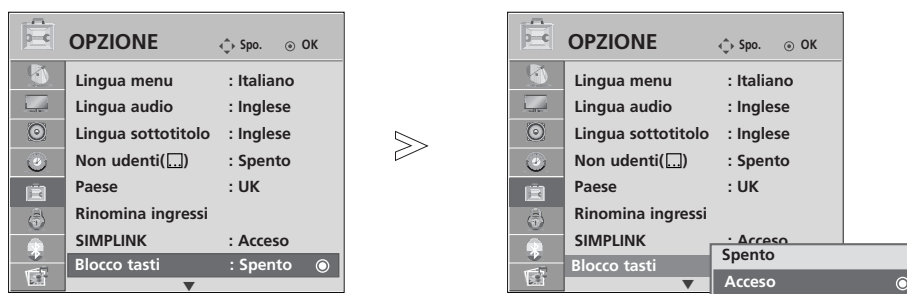 OPZIONE Spo. OK
Lingua menu : Italiano
Lingua audio : Inglese
Lingua sottotitolo : Inglese
Non udenti( ) : Spento
Paese : UK
Rinomina ingressi
SIMPLINK : Acceso
Blocco tasti : Spento
OPZIONE Spo. OK
Lingua menu : Italiano
Lingua audio : Inglese
Lingua sottotitolo : Inglese
Non udenti( ) : Spento
Paese : UK
Rinomina ingressi
SIMPLINK : Acceso
Blocco tasti
Spento
Acceso